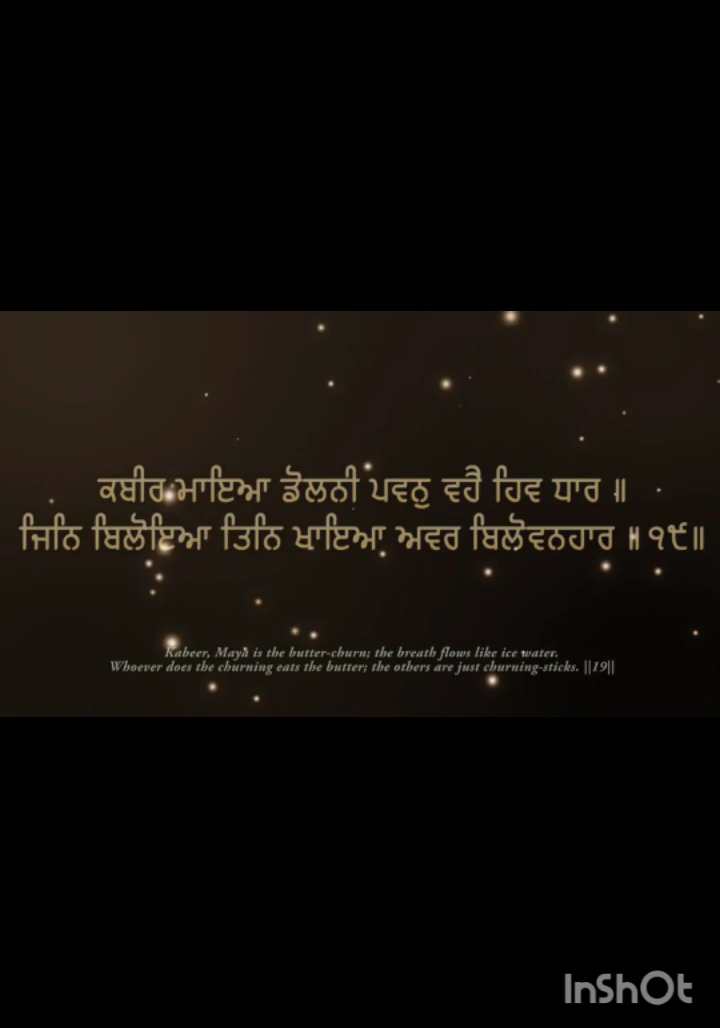 ਕਬੀਰ ਮਾਇਆ ਡੋਲਨੀ ਪਵਨੁ ਵਹੈ ਹਿਵ ਧਾਰ ॥
ਜਿਨਿ ਬਿਲੋਇਆ ਤਿਨਿ ਖਾਇਆ ਅਵਰ ਬਿਲੋਵਨਹਾਰ ॥੧੯॥
Kabeer, Maya is the butter-churn; the breath flows like ice water.
Whoever does the churning eats the butter; the others are just churning-sticks. ||19||
InShOt